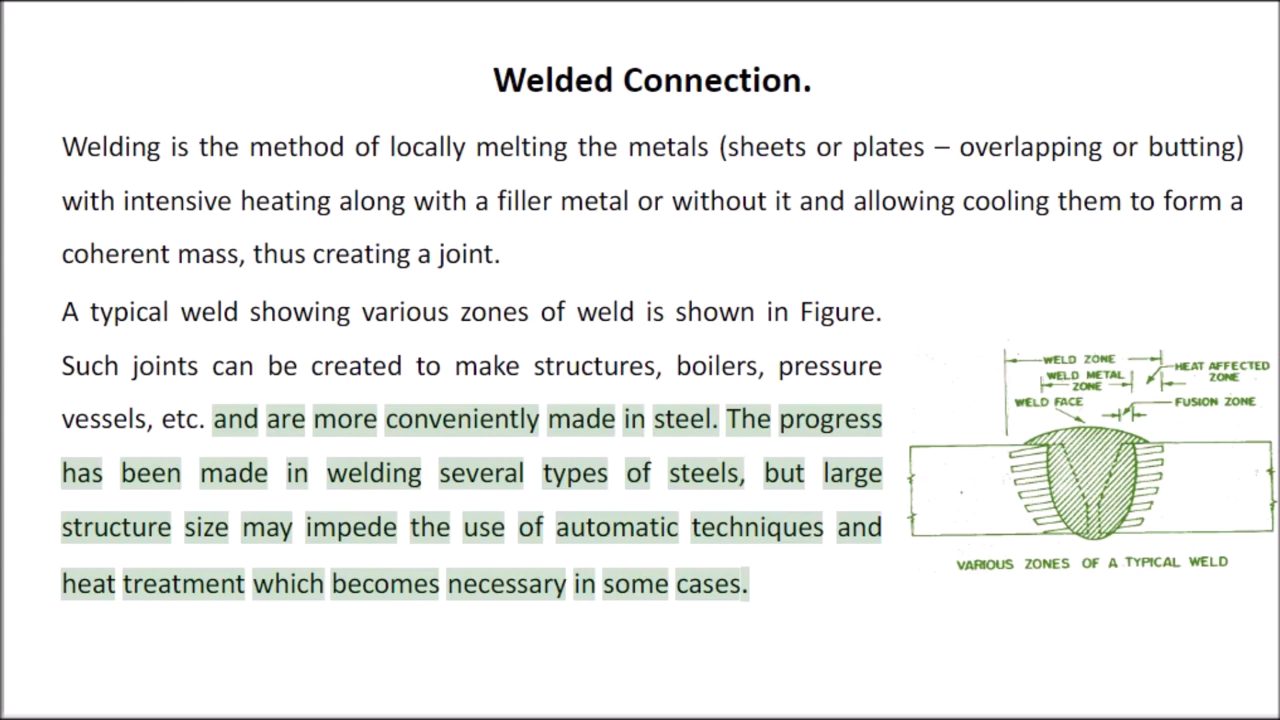 Welded Connection.
Welding is the method of locally melting the metals (sheets or plates – overlapping or butting)
with intensive heating along with a filler metal or without it and allowing cooling them to form a
coherent mass, thus creating a joint.
A typical weld showing various zones of weld is shown in Figure.
Such joints can be created to make structures, boilers, pressure
vessels, etc. and are more conveniently made in steel. The progress
has been made in welding several types of steels, but large
structure size may impede the use of automatic techniques and
heat treatment which becomes necessary in some cases.
WELD ZONE
HEAT AFFECTED
ZONE
WELD METAL
ZONE
WELD FACE
FUSION ZONE
VARIOUS ZONES OF A TYPICAL WELD